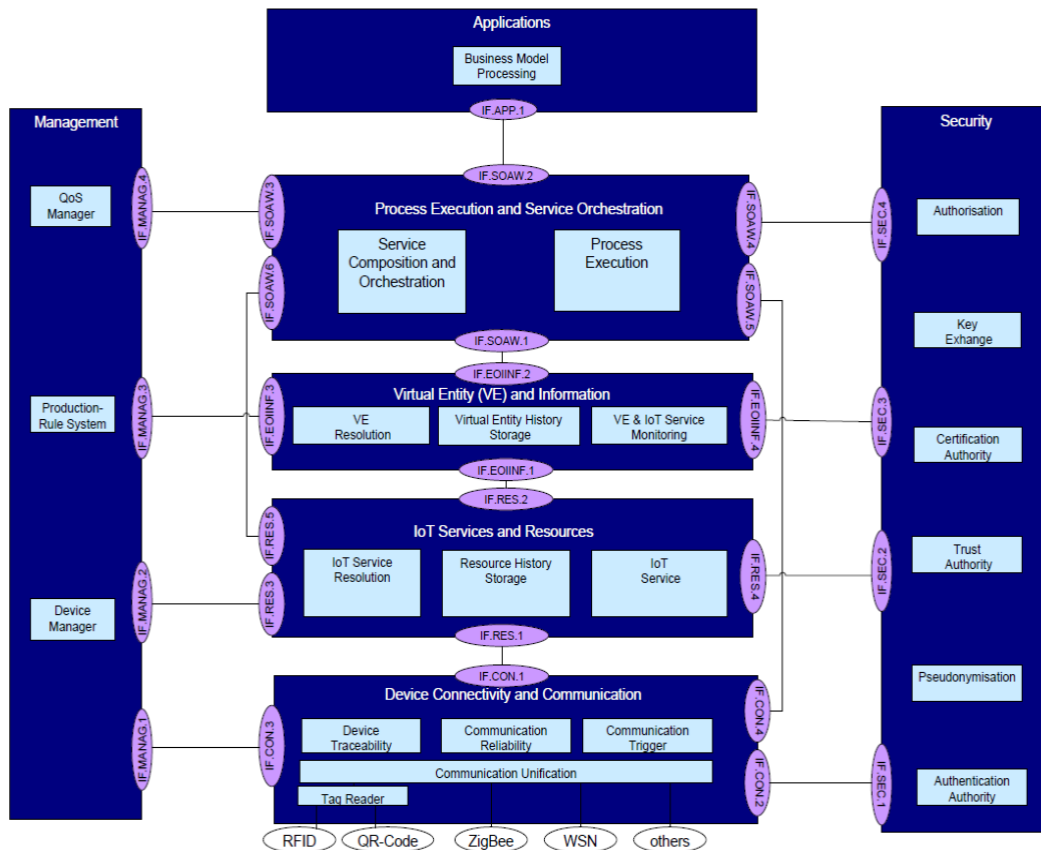 Applications
Business Model
Processing
IF.APP.1
Management
QoS
Manager
Production-
Rule System
Device
Manager
IF.MANAG.4
IF.MANAG.3
IF.MANAG.2
IF.MANAG.1
IF.SOAW.2
Process Execution and Service Orchestration
Service
Composition and
Orchestration
Process
Execution
IF.SOAW.3
IF.SOAW.6
IF.SOAW.4
IF.SOAW.5
IF.SOAW.1
IF.EOIINF.2
Virtual Entity (VE) and Information
VE
Resolution
Virtual Entity History
Storage
VE & IoT Service
Monitoring
IF.EOIINF.3
IF.EOIINF.4
IF.EOIINF.1
IF.RES.2
IoT Services and Resources
IoT Service
Resolution
Resource History
Storage
IoT
Service
IF.RES.5
IF.RES.3
IF.RES.4
IF.RES.1
IF.CON.1
Device Connectivity and Communication
Device
Traceability
Communication
Reliability
Communication
Trigger
Communication Unification
Tag Reader
IF.CON.3
IF.CON.4
IF.CON.2
RFID
QR-Code
ZigBee
WSN
others
Security
Authorisation
Key
Exhange
Certification
Authority
Trust
Authority
Pseudonymisation
Authentication
Authority
IF.SEC.4
IF.SEC.3
IF.SEC.2
IF.SEC.1